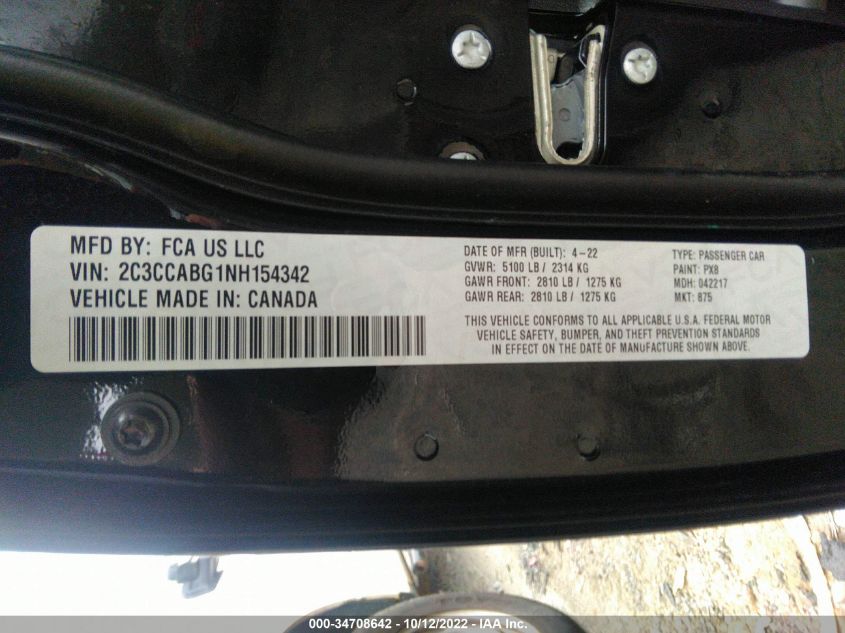 MFD BY: FCA US LLC
VIN: 2C3CCABG1NH154342
VEHICLE MADE IN: CANADA
DATE OF MFR (BUILT): 4-22
GVWR: 5100 LB / 2314 KG
GAWR FRONT: 2810 LB / 1275 KG
GAWR REAR: 2810 LB / 1275 KG
TYPE: PASSENGER CAR
PAINT: PX8
MDH: 042217
MKT: 875
THIS VEHICLE CONFORMS TO ALL APPLICABLE U.S.A. FEDERAL MOTOR
VEHICLE SAFETY, BUMPER, AND THEFT PREVENTION STANDARDS
IN EFFECT ON THE DATE OF MANUFACTURE SHOWN ABOVE.
000-34708642 - 10/12/2022 - IAA Inc.